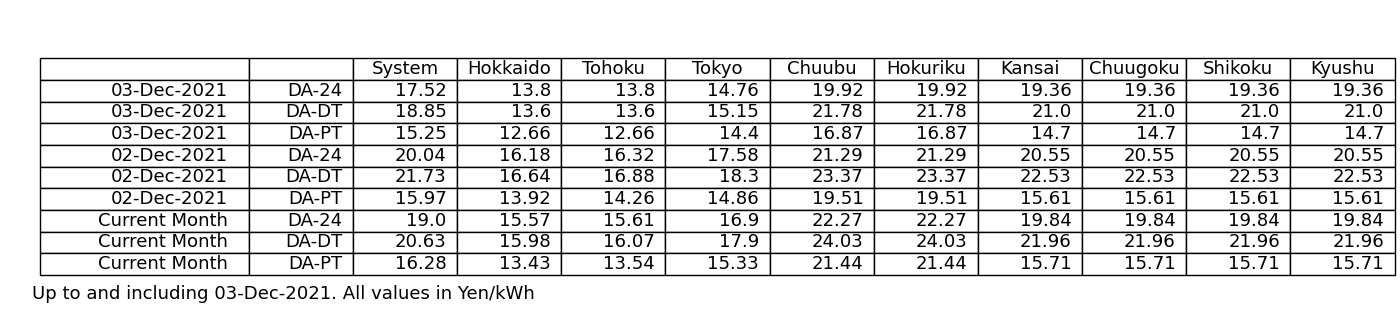 System Hokkaido Tohoku Tokyo Chuubu Hokuriku Kansai Chuugoku Shikoku Kyushu
03-Dec-2021 DA-24 17.52 13.8 13.8 14.76 19.92 19.92 19.36 19.36 19.36 19.36
03-Dec-2021 DA-DT 18.85 13.6 13.6 15.15 21.78 21.78 21.0 21.0 21.0 21.0
03-Dec-2021 DA-PT 15.25 12.66 12.66 14.4 16.87 16.87 14.7 14.7 14.7 14.7
02-Dec-2021 DA-24 20.04 16.18 16.32 17.58 21.29 21.29 20.55 20.55 20.55 20.55
02-Dec-2021 DA-DT 21.73 16.64 16.88 18.3 23.37 23.37 22.53 22.53 22.53 22.53
02-Dec-2021 DA-PT 15.97 13.92 14.26 14.86 19.51 19.51 15.61 15.61 15.61 15.61
Current Month DA-24 19.0 15.57 15.61 16.9 22.27 22.27 19.84 19.84 19.84 19.84
Current Month DA-DT 20.63 15.98 16.07 17.9 24.03 24.03 21.96 21.96 21.96 21.96
Current Month DA-PT 16.28 13.43 13.54 15.33 21.44 21.44 15.71 15.71 15.71 15.71
Up to and including 03-Dec-2021. All values in Yen/kWh